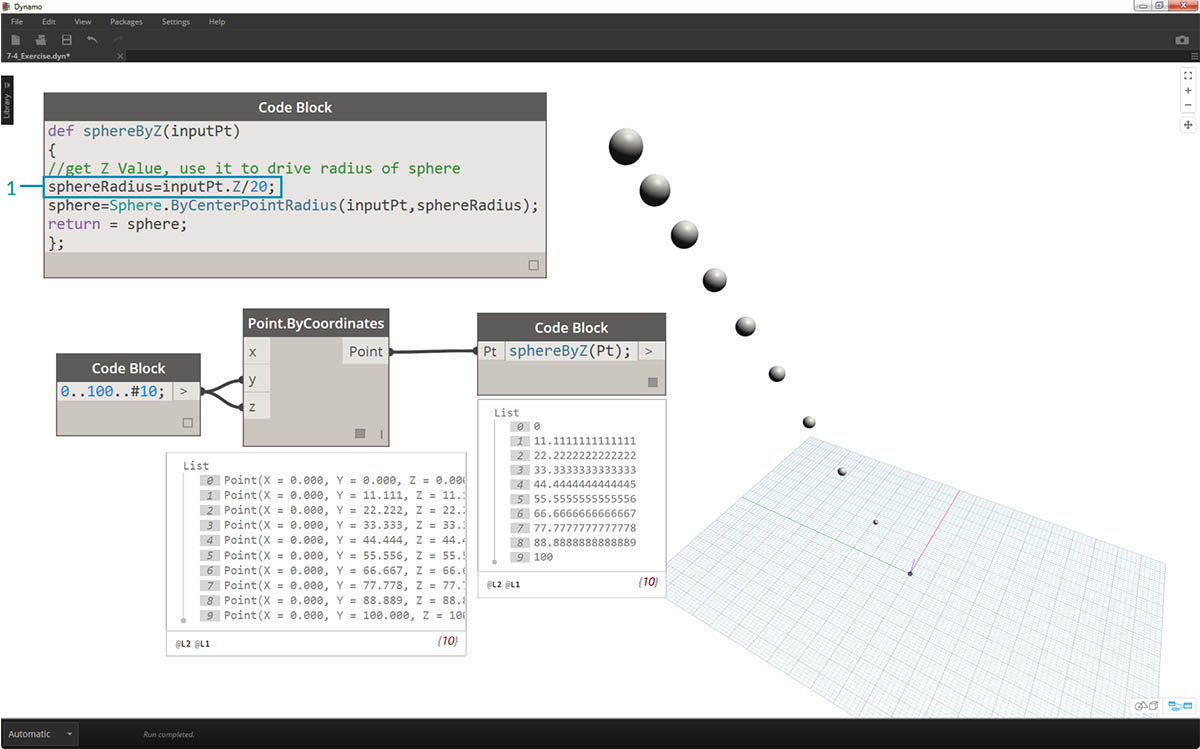 Dynamo
File Edit View Packages Settings Help
7-4_Exercise.dyn*
Library
Code Block
def sphereByZ(inputPt)
{
//get Z Value, use it to drive radius of sphere
1
sphereRadius=inputPt.Z/20;
sphere=Sphere.ByCenterPointRadius(inputPt,sphereRadius);
return = sphere;
};
Code Block
0..100..#10; >
Point.ByCoordinates
x Point
y
z
Code Block
Pt sphereByZ(Pt); >
List
0 Point(X = 0.000, Y = 0.000, Z = 0.000
1 Point(X = 0.000, Y = 11.111, Z = 11.1
2 Point(X = 0.000, Y = 22.222, Z = 22.2
3 Point(X = 0.000, Y = 33.333, Z = 33.3
4 Point(X = 0.000, Y = 44.444, Z = 44.4
5 Point(X = 0.000, Y = 55.556, Z = 55.5
6 Point(X = 0.000, Y = 66.667, Z = 66.6
7 Point(X = 0.000, Y = 77.778, Z = 77.7
8 Point(X = 0.000, Y = 88.889, Z = 88.8
9 Point(X = 0.000, Y = 100.000, Z = 100
@L2 @L1 {10}
List
0 0
1 11.1111111111111
2 22.2222222222222
3 33.3333333333333
4 44.4444444444445
5 55.5555555555556
6 66.6666666666667
7 77.7777777777778
8 88.8888888888889
9 100
@L2 @L1 {10}
Automatic
Run completed.